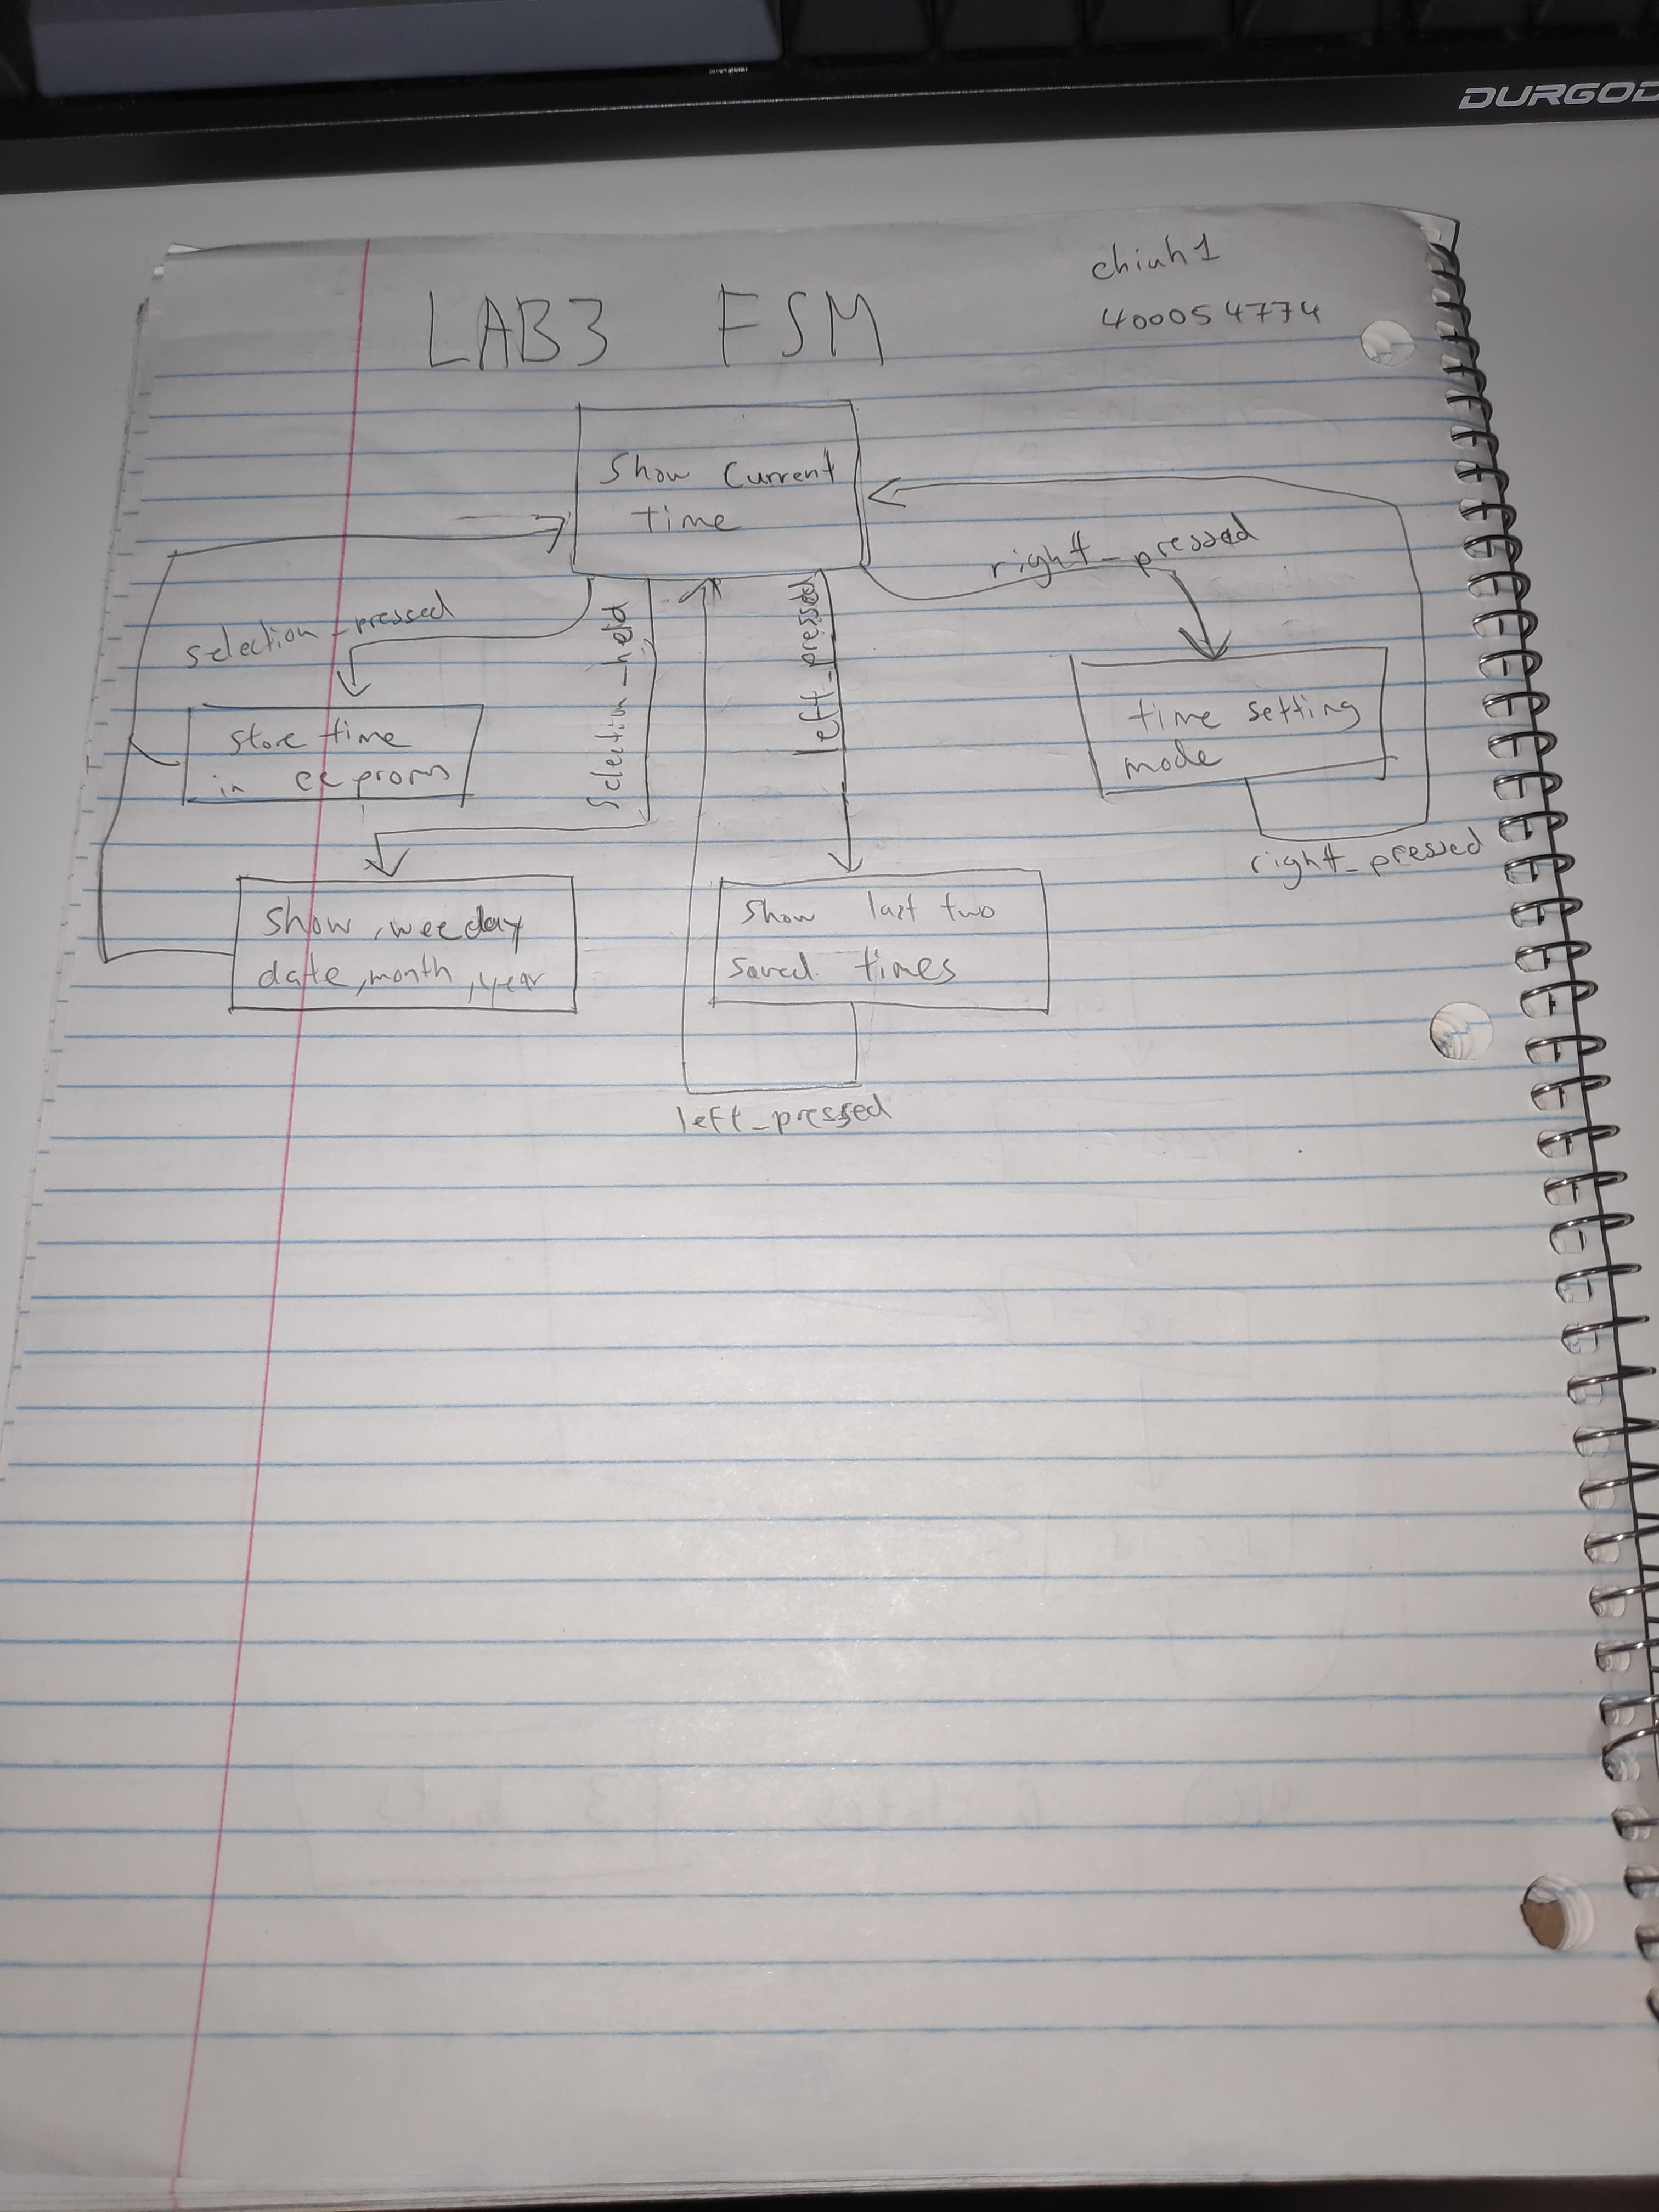 DURGOD
chiuh1
400054774
LAB3 FSM
Show Current
time
right_pressed
selection_pressed
Selection_held
left_pressed
time setting
mode
store time
in eeprom
right_pressed
show, weeday
date, month, year
show last two
saved times
left_pressed